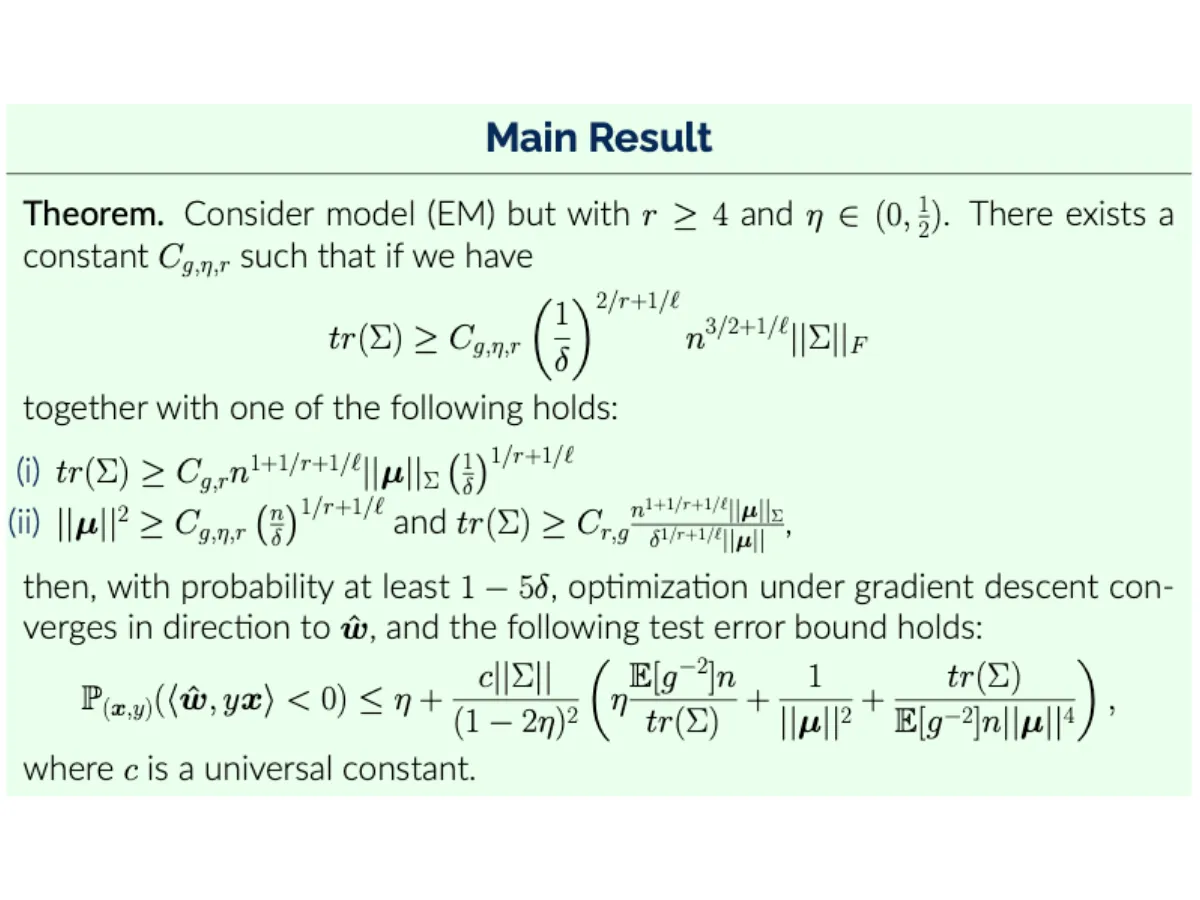 Main Result
Theorem. Consider model (EM) but with r ≥ 4 and η ∈ (0, 1/2). There exists a
constant C_{g,η,r} such that if we have
tr(Σ) ≥ C_{g,η,r} (1/δ)^{2/r+1/ℓ} n^{3/2+1/ℓ} ||Σ||_F
together with one of the following holds:
(i) tr(Σ) ≥ C_{g,r} n^{1+1/r+1/ℓ} ||μ||_Σ (1/δ)^{1/r+1/ℓ}
(ii) ||μ||² ≥ C_{g,η,r} (n/δ)^{1/r+1/ℓ} and tr(Σ) ≥ C_{r,g} n^{1+1/r+1/ℓ}||μ||_Σ / δ^{1/r+1/ℓ}||μ||,
then, with probability at least 1 − 5δ, optimization under gradient descent con-
verges in direction to ŵ, and the following test error bound holds:
ℙ_{(x,y)}(⟨ŵ, yx⟩ < 0) ≤ η + c||Σ|| / (1 − 2η)² (η 𝔼[g^{−2}]n / tr(Σ) + 1 / ||μ||² + tr(Σ) / 𝔼[g^{−2}]n||μ||⁴),
where c is a universal constant.